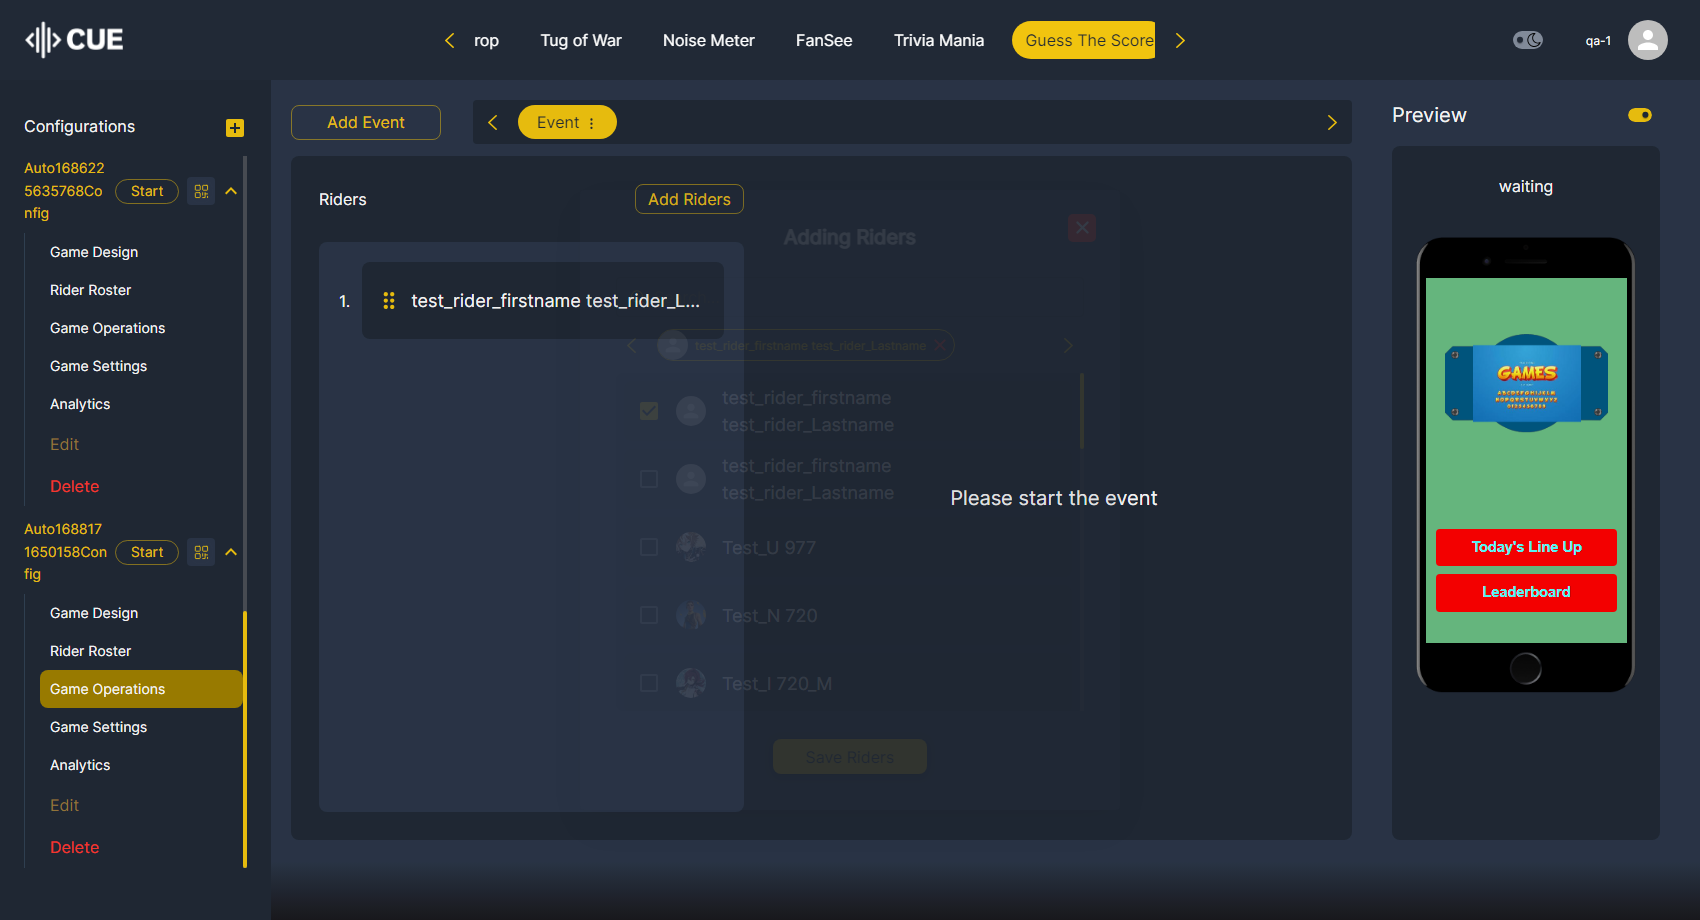 CUE
rop
Tug of War
Noise Meter
FanSee
Trivia Mania
Guess The Score
qa-1
Configurations
Auto168622
5635768Co
nfig
Start
Game Design
Rider Roster
Game Operations
Game Settings
Analytics
Edit
Delete
Auto168817
1650158Con
fig
Start
Game Design
Rider Roster
Game Operations
Game Settings
Analytics
Edit
Delete
Add Event
Event
Riders
Add Riders
1.
test_rider_firstname test_rider_L...
Adding Riders
test_rider_firstname test_rider_Lastname
test_rider_firstname
test_rider_Lastname
test_rider_firstname
test_rider_Lastname
Test_U 977
Test_N 720
Test_I 720_M
Save Riders
Please start the event
Preview
waiting
GAMES
ABCDEFGHIJKLM
NOPQRSTUVWXYZ
0123456789
Today's Line Up
Leaderboard